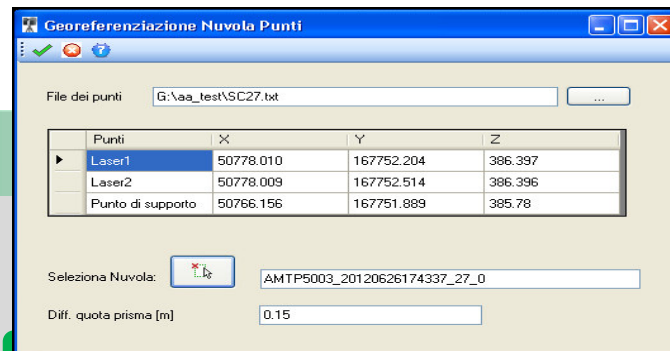 Georeferenziazione Nuvola Punti
File dei punti G:\aa_test\SC27.txt ...
Punti X Y Z
Laser1 50778.010 167752.204 386.397
Laser2 50778.009 167752.514 386.396
Punto di supporto 50766.156 167751.889 385.78
Seleziona Nuvola: AMTP5003_20120626174337_27_0
Diff. quota prisma [m] 0.15